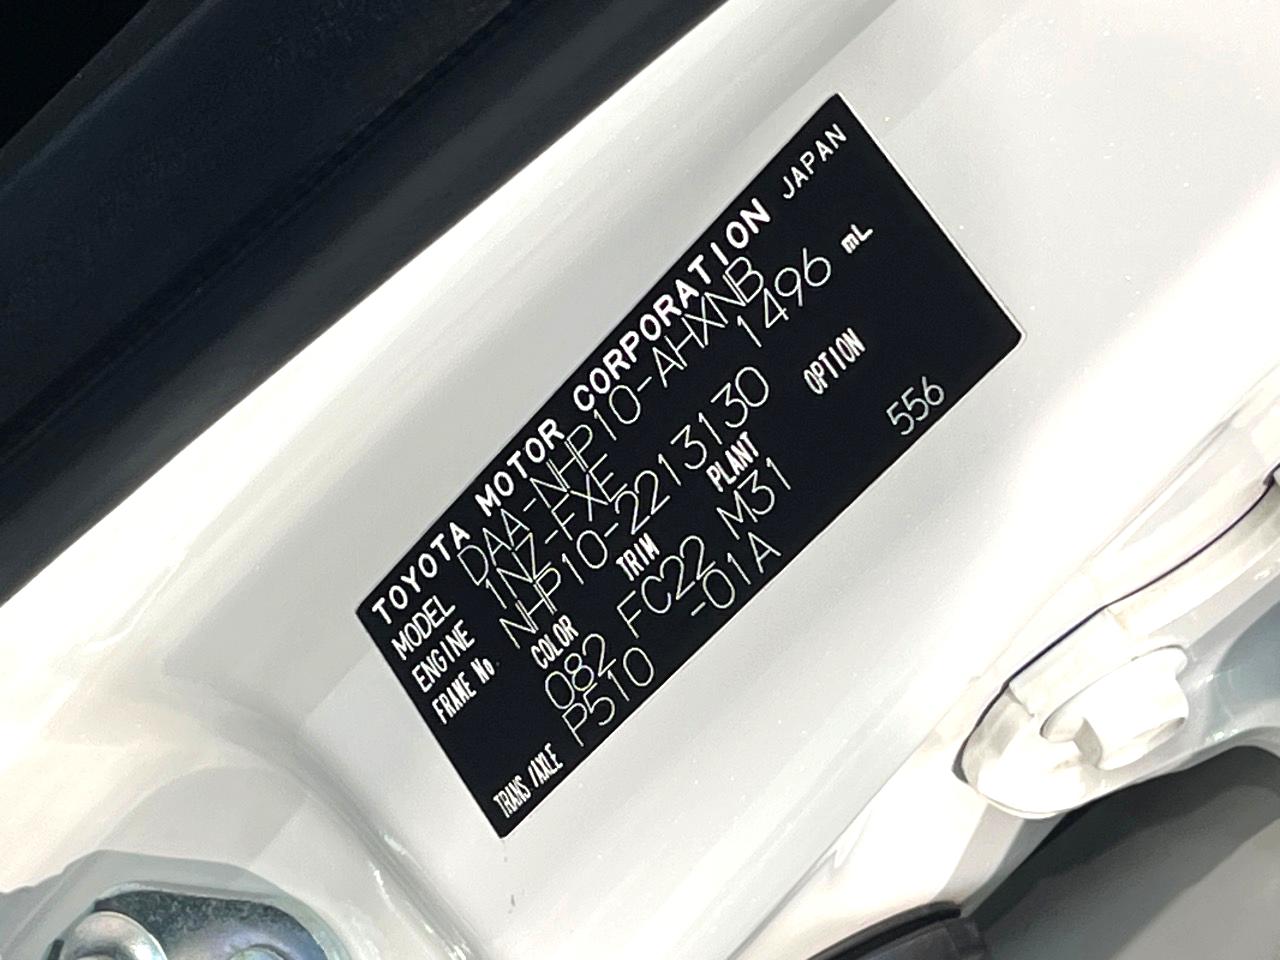 TOYOTA MOTOR CORPORATION JAPAN
MODEL DAA-NHP10-AHXNB
ENGINE 1NZ-FXE 1496 mL
FRAME No. NHP10-2213130
COLOR TRIM PLANT OPTION
082 FC22 M31 556
TRANS/AXLE P510 -01A